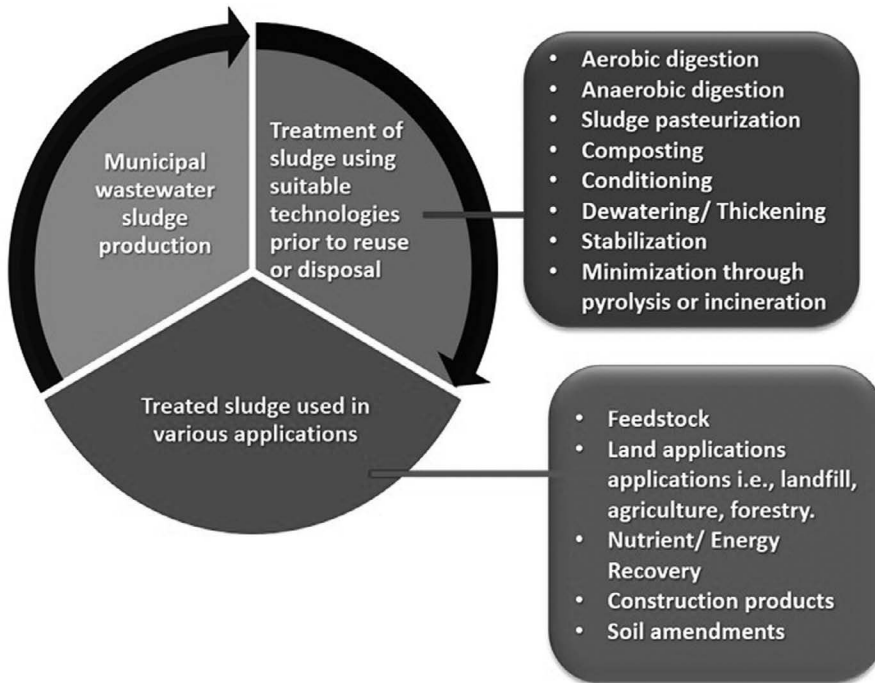 Municipal
wastewater
sludge
production
Treatment of
sludge using
suitable
technologies
prior to reuse
or disposal
• Aerobic digestion
• Anaerobic digestion
• Sludge pasteurization
• Composting
• Conditioning
• Dewatering/ Thickening
• Stabilization
• Minimization through
pyrolysis or incineration
Treated sludge used in
various applications
• Feedstock
• Land applications
applications i.e., landfill,
agriculture, forestry.
• Nutrient/ Energy
Recovery
• Construction products
• Soil amendments